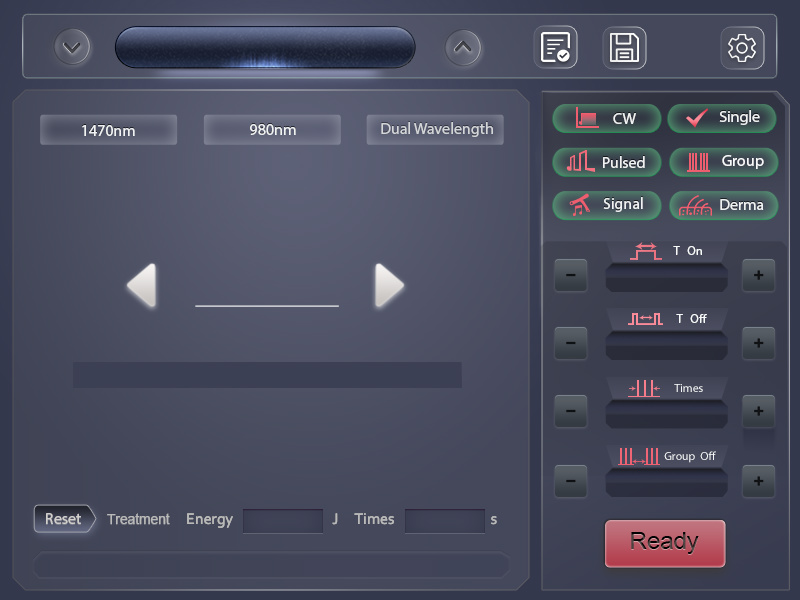 1470nm
980nm
Dual Wavelength
CW
Single
Pulsed
Group
Signal
Derma
T On
T Off
Times
Group Off
Reset
Treatment
Energy
J
Times
s
Ready